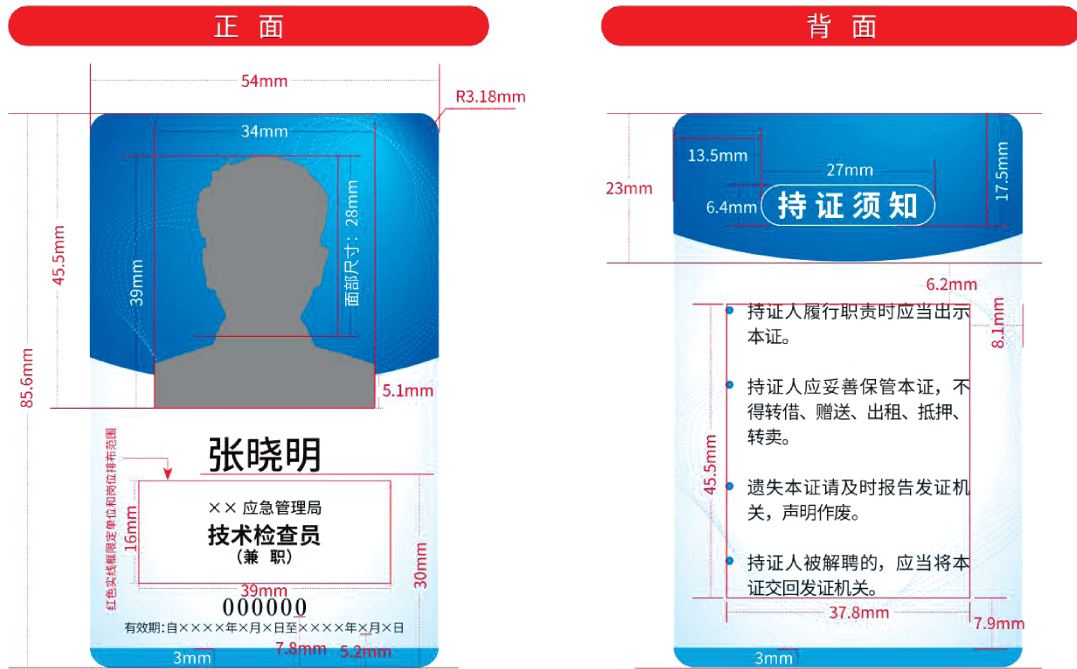 正 面
背 面
54mm
R3.18mm
34mm
面部尺寸：28mm
39mm
45.5mm
85.6mm
5.1mm
张晓明
红色实线框限定单位和岗位排布范围
×× 应急管理局
技术检查员
（兼 职）
16mm
30mm
39mm
000000
有效期：自××××年×月×日至××××年×月×日
7.8mm
5.2mm
3mm
13.5mm
27mm
17.5mm
23mm
6.4mm
持证须知
6.2mm
8.1mm
持证人履行职责时应当出示
本证。
持证人应妥善保管本证，不
得转借、赠送、出租、抵押、
转卖。
45.5mm
遗失本证请及时报告发证机
关，声明作废。
持证人被解聘的，应当将本
证交回发证机关。
37.8mm
7.9mm
3mm